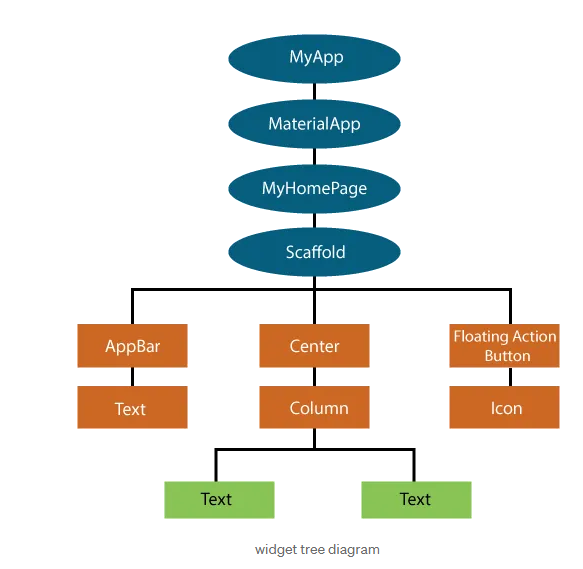 MyApp
MaterialApp
MyHomePage
Scaffold
AppBar
Center
Floating Action
Button
Text
Column
Icon
Text
Text
widget tree diagram